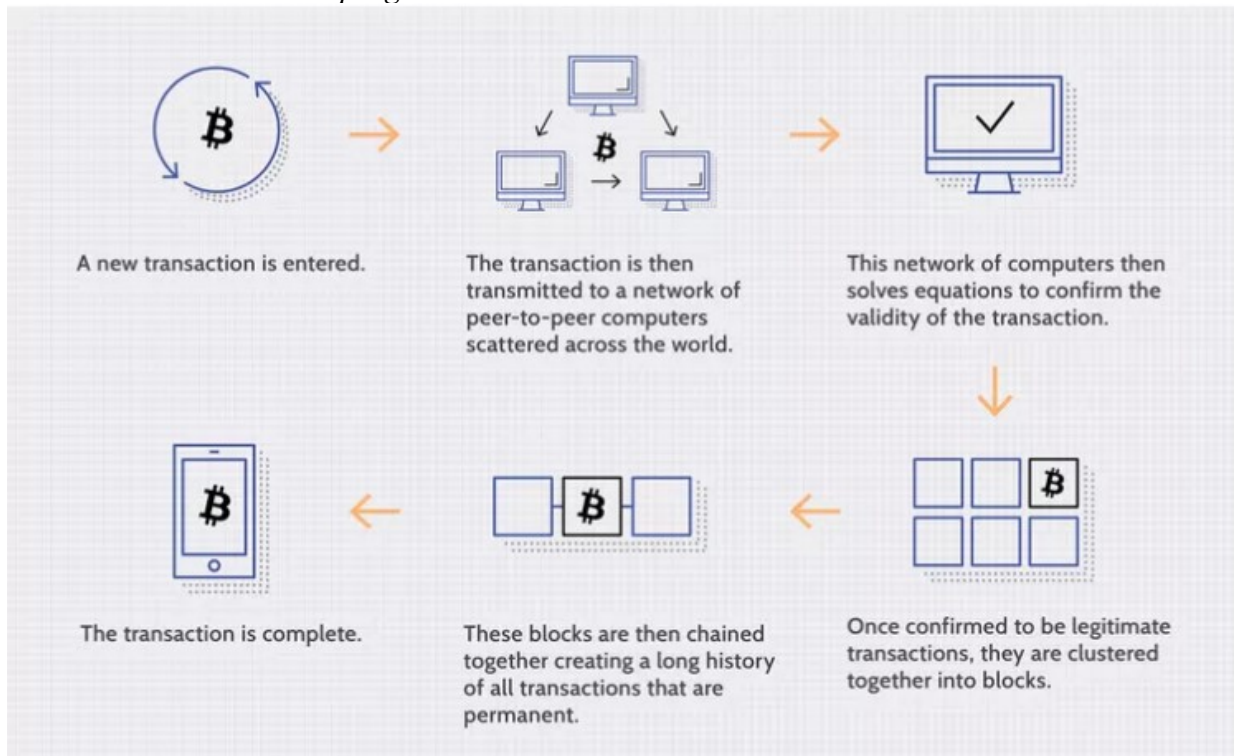 A new transaction is entered.
The transaction is then
transmitted to a network of
peer-to-peer computers
scattered across the world.
This network of computers then
solves equations to confirm the
validity of the transaction.
Once confirmed to be legitimate
transactions, they are clustered
together into blocks.
These blocks are then chained
together creating a long history
of all transactions that are
permanent.
The transaction is complete.